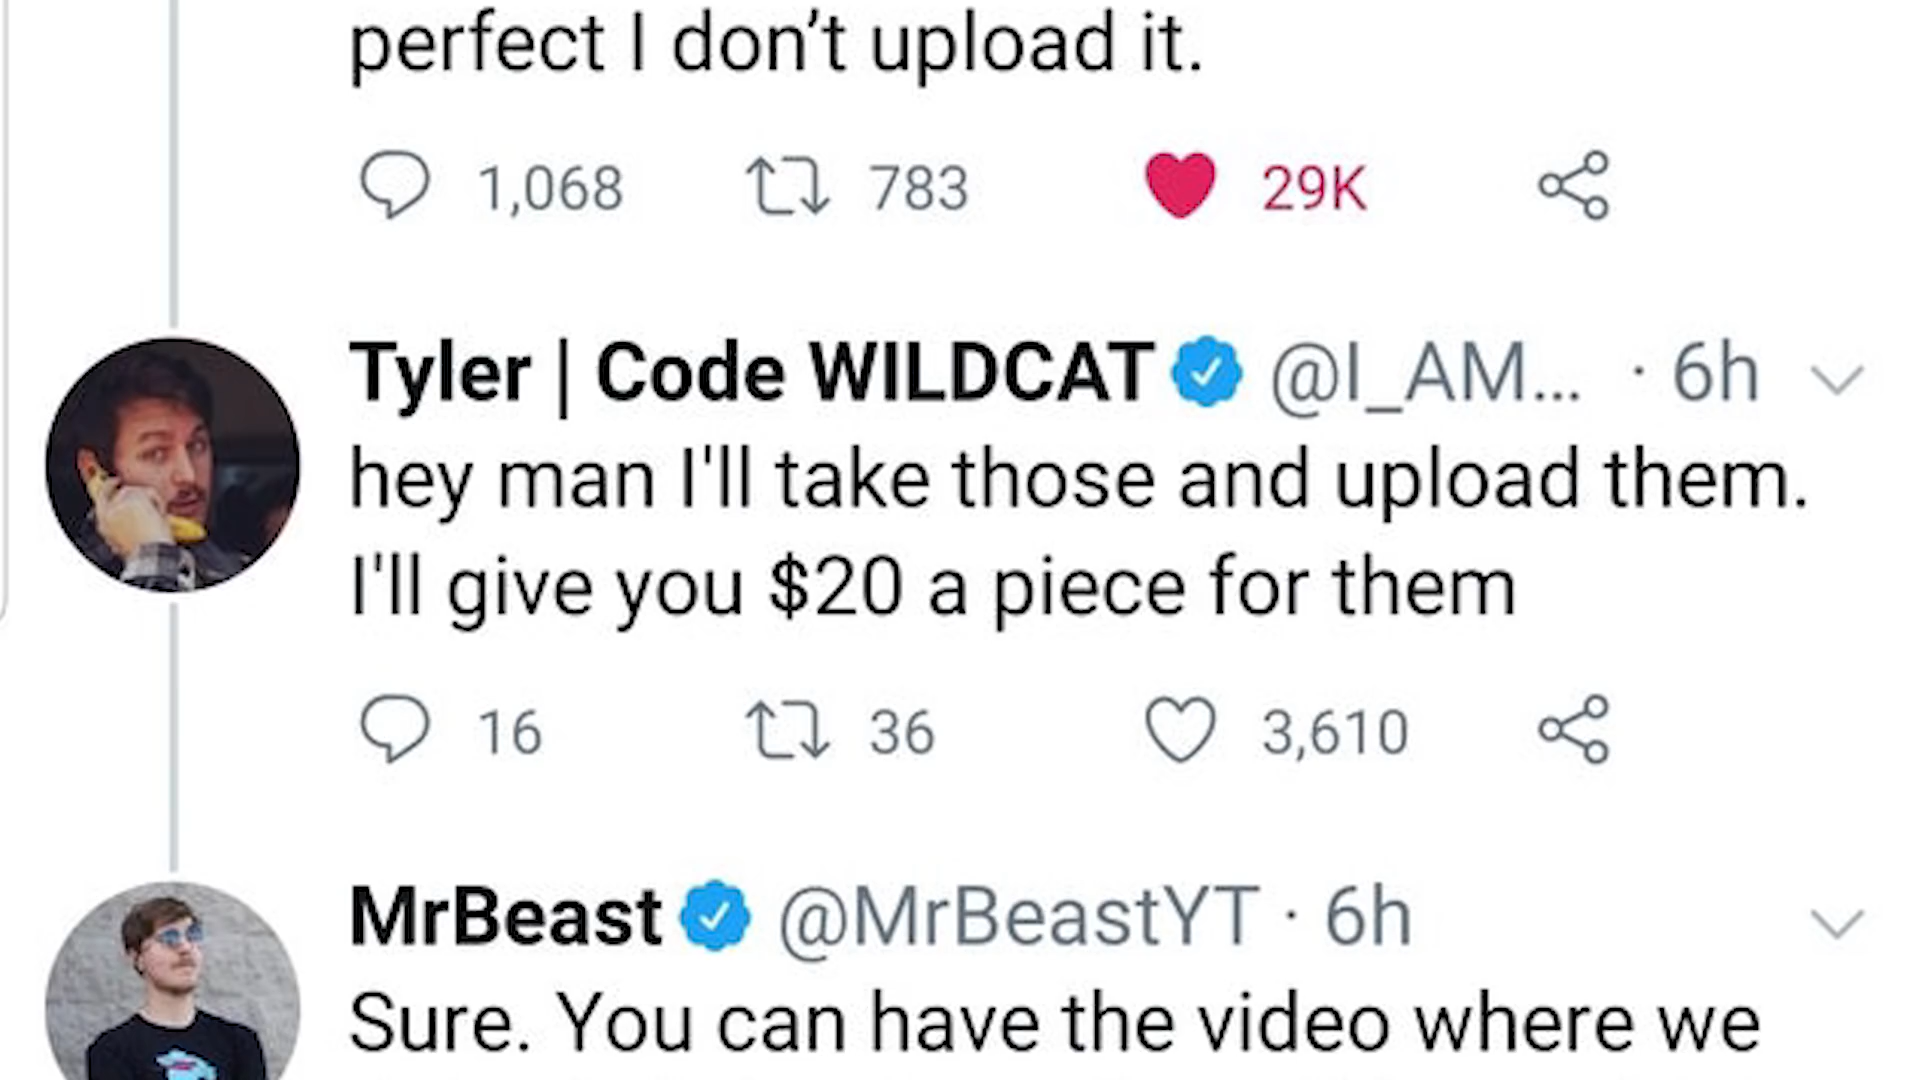 perfect I don’t upload it.
1,068 783 29K
Tyler | Code WILDCAT @I_AM... · 6h
hey man I'll take those and upload them.
I'll give you $20 a piece for them
16 36 3,610
MrBeast @MrBeastYT · 6h
Sure. You can have the video where we